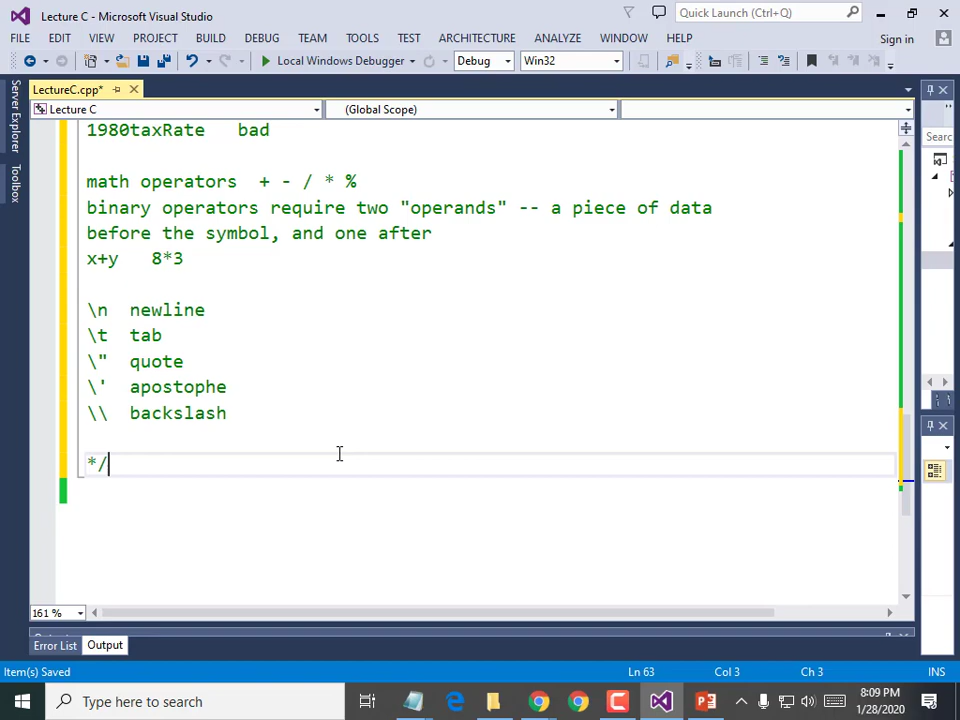 Lecture C - Microsoft Visual Studio
Quick Launch (Ctrl+Q)
FILE EDIT VIEW PROJECT BUILD DEBUG TEAM TOOLS TEST ARCHITECTURE ANALYZE WINDOW HELP
Sign in
Local Windows Debugger Debug Win32
LectureC.cpp*
Lecture C (Global Scope)
Server Explorer
Toolbox
Searc
1980taxRate bad
math operators + - / * %
binary operators require two "operands" -- a piece of data
before the symbol, and one after
x+y 8*3
\n newline
\t tab
\" quote
\' apostophe
\\ backslash
*/
161 %
Error List Output
Item(s) Saved Ln 63 Col 3 Ch 3 INS
Type here to search
8:09 PM
1/28/2020